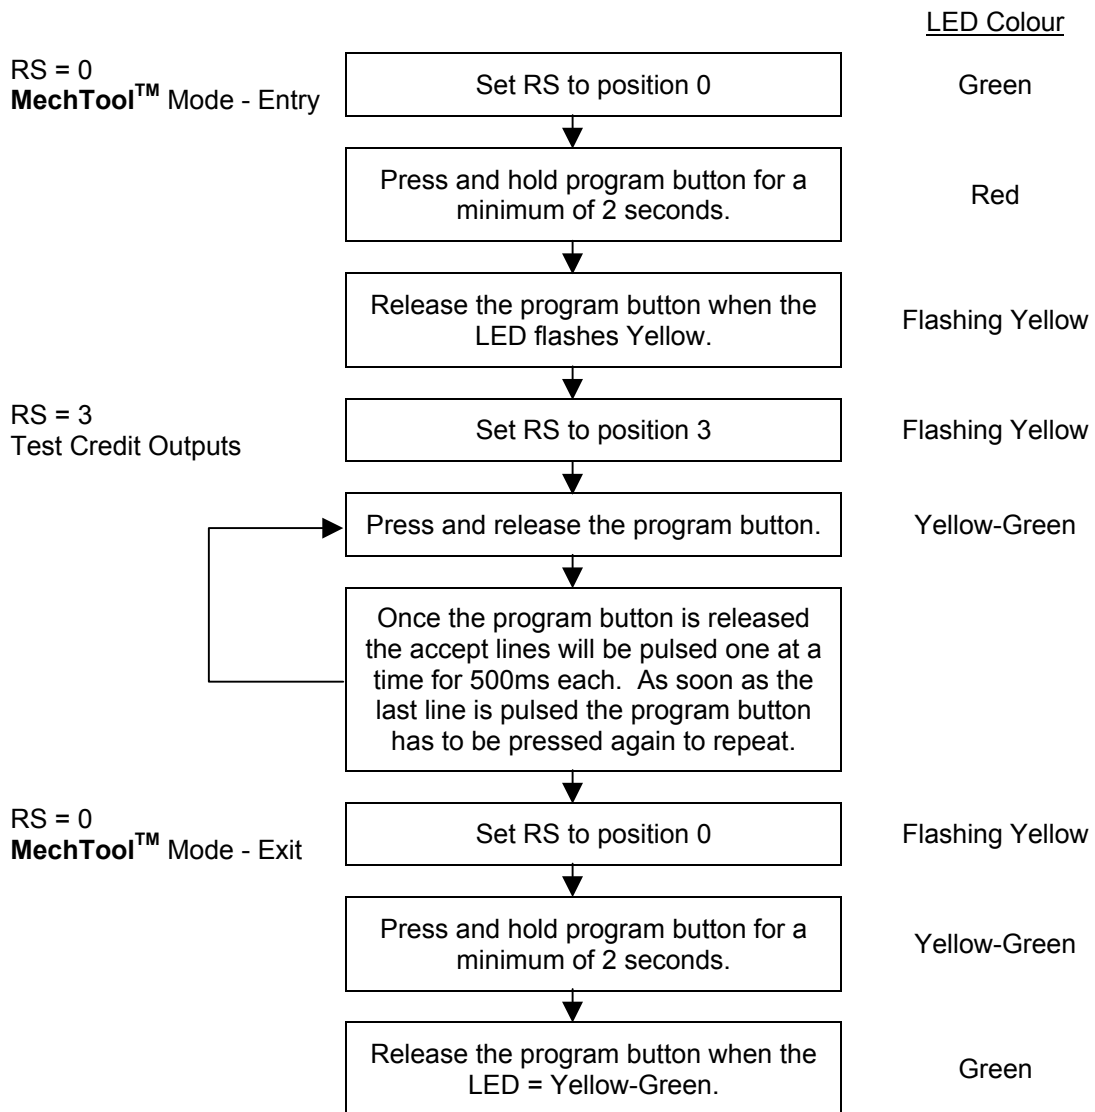 LED Colour
RS = 0
MechTool™ Mode - Entry
Set RS to position 0
Green
Press and hold program button for a
minimum of 2 seconds.
Red
Release the program button when the
LED flashes Yellow.
Flashing Yellow
RS = 3
Test Credit Outputs
Set RS to position 3
Flashing Yellow
Press and release the program button.
Yellow-Green
Once the program button is released
the accept lines will be pulsed one at a
time for 500ms each.  As soon as the
last line is pulsed the program button
has to be pressed again to repeat.
RS = 0
MechTool™ Mode - Exit
Set RS to position 0
Flashing Yellow
Press and hold program button for a
minimum of 2 seconds.
Yellow-Green
Release the program button when the
LED = Yellow-Green.
Green